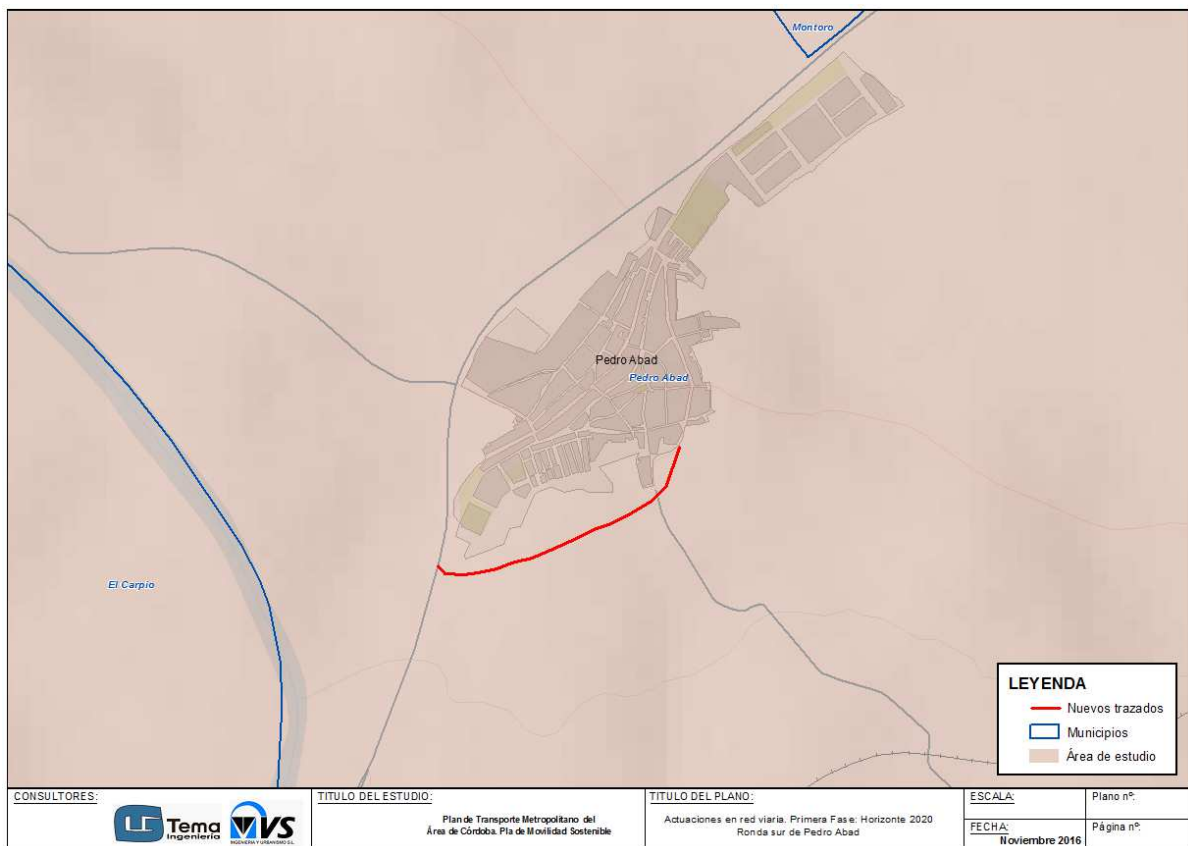 Montoro
Pedro Abad
Pedro Abad
El Carpio
LEYENDA
Nuevos trazados
Municipios
Área de estudio
CONSULTORES:
Tema
Ingeniería
VS
INGENIERIA Y URBANISMO S.L.
TITULO DEL ESTUDIO:
Plan de Transporte Metropolitano del
Área de Córdoba. Pla de Movilidad Sostenible
TITULO DEL PLANO:
Actuaciones en red viaria. Primera Fase: Horizonte 2020
Ronda sur de Pedro Abad
ESCALA:
Plano nº:
FECHA:
Noviembre 2016
Página nº: